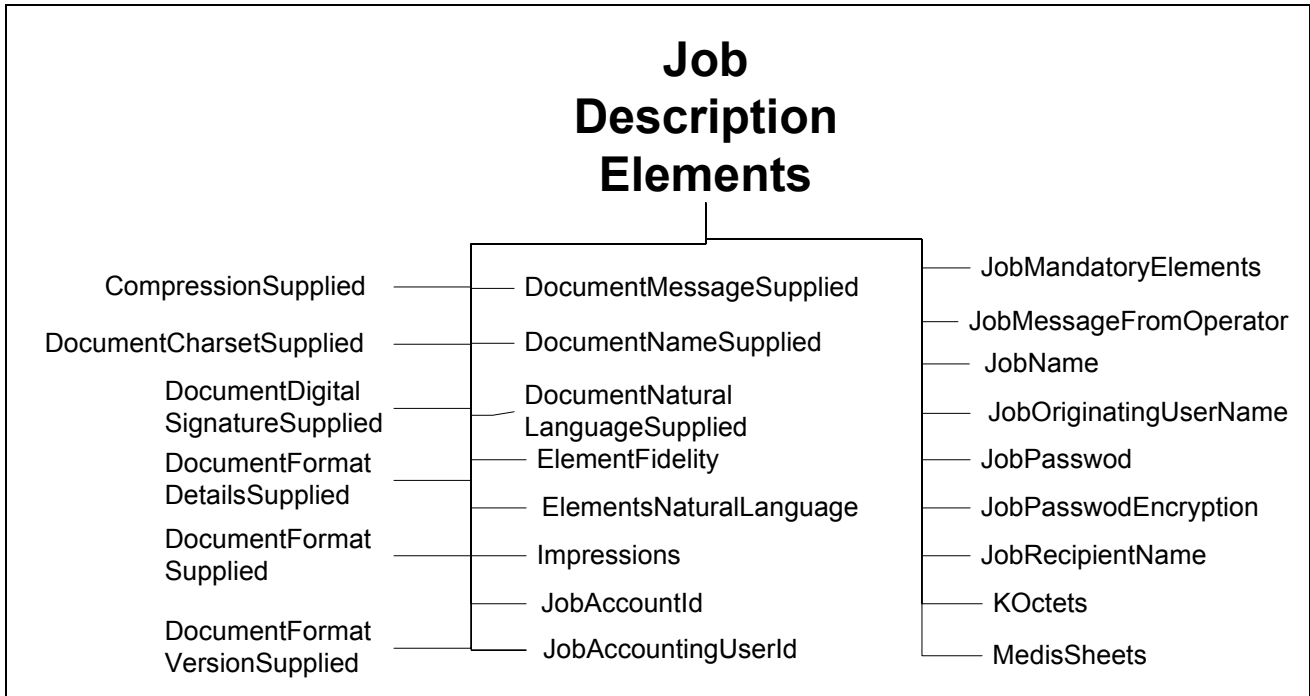 Job
Description
Elements
CompressionSupplied
DocumentCharsetSupplied
DocumentDigital
SignatureSupplied
DocumentFormat
DetailsSupplied
DocumentFormat
Supplied
DocumentFormat
VersionSupplied
DocumentMessageSupplied
DocumentNameSupplied
DocumentNatural
LanguageSupplied
ElementFidelity
ElementsNaturalLanguage
Impressions
JobAccountId
JobAccountingUserId
JobMandatoryElements
JobMessageFromOperator
JobName
JobOriginatingUserName
JobPasswod
JobPasswodEncryption
JobRecipientName
KOctets
MedisSheets